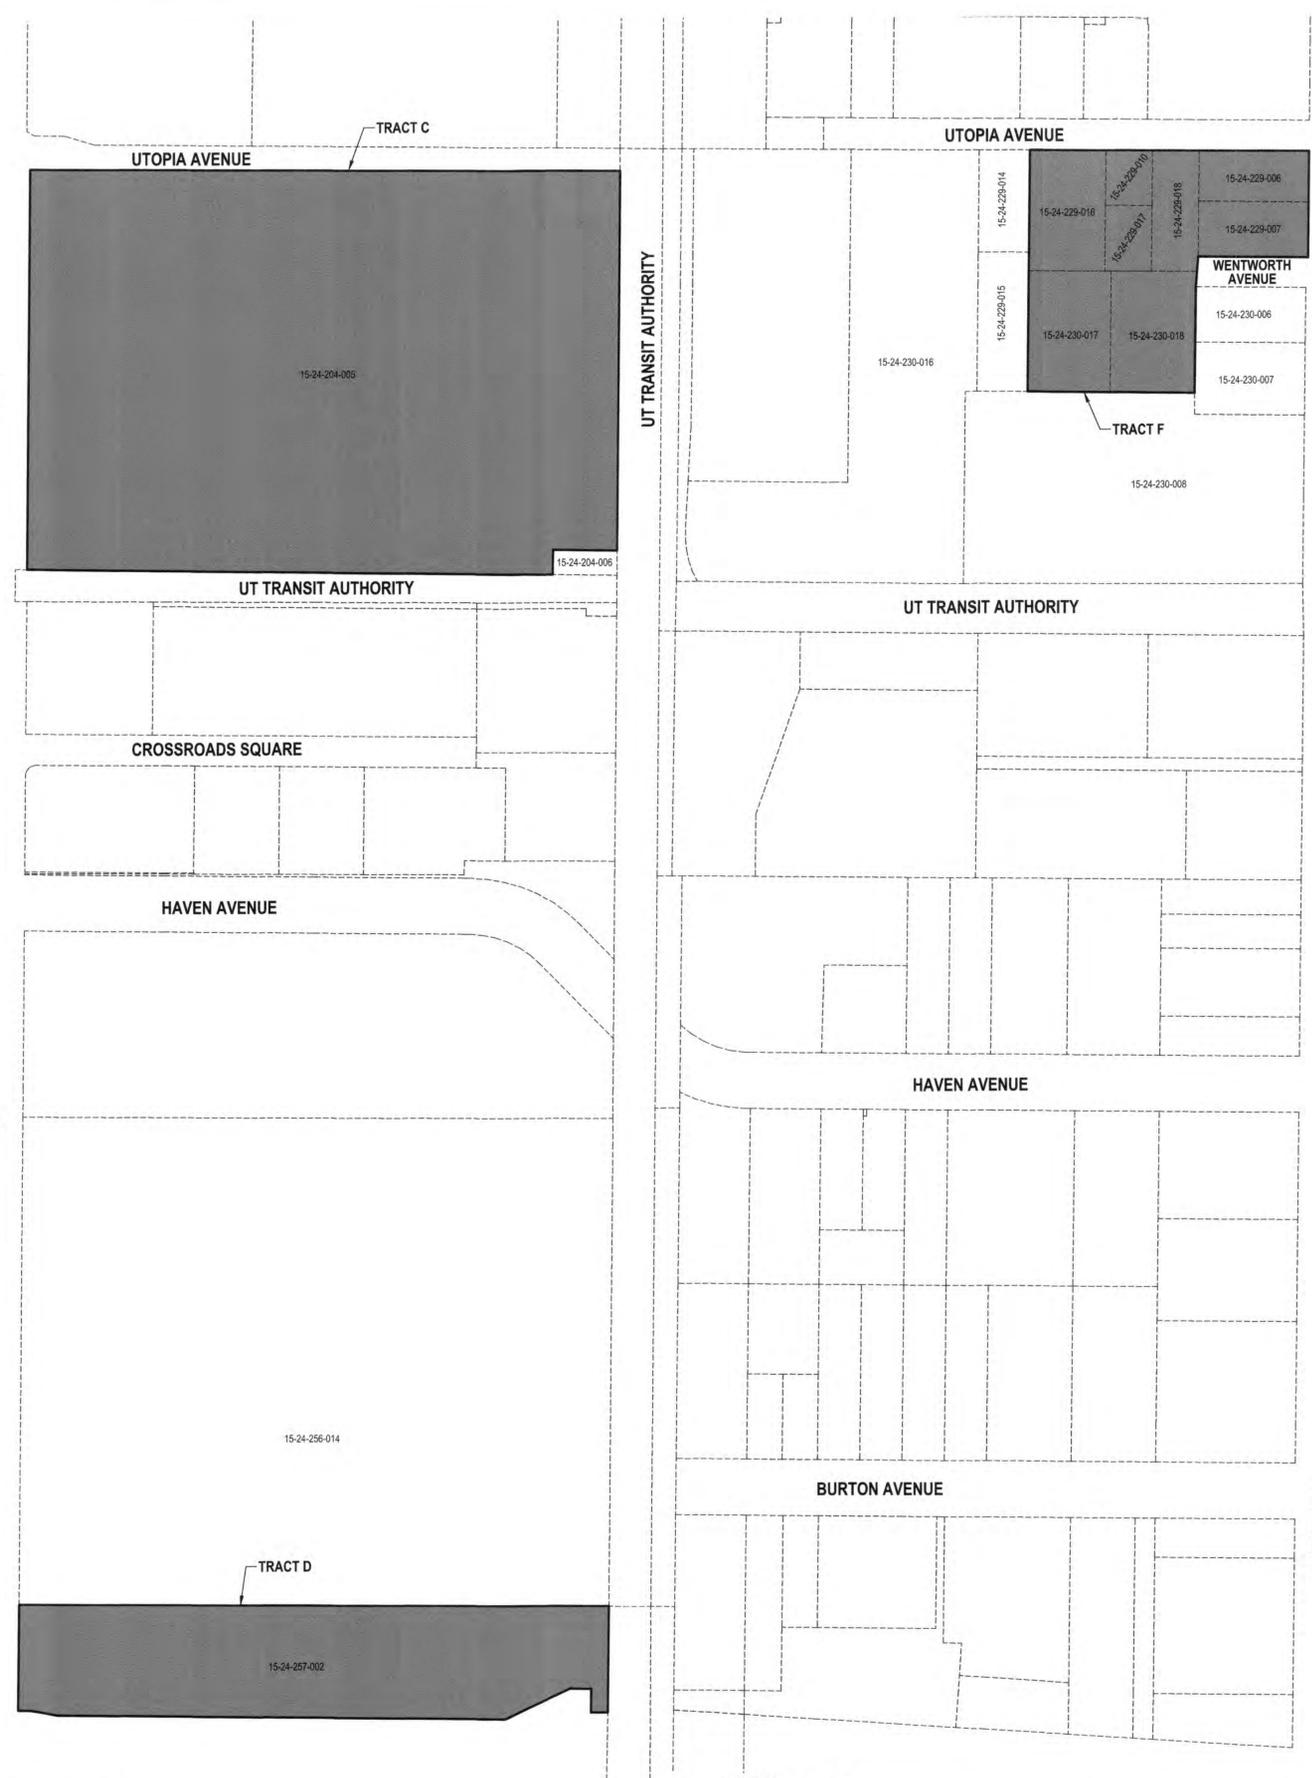 TRACT C
UTOPIA AVENUE
UTOPIA AVENUE
15-24-229-014
15-24-229-016
15-24-229-010
15-24-229-017
15-24-229-018
15-24-229-006
15-24-229-007
WENTWORTH
AVENUE
15-24-229-015
15-24-230-006
UT TRANSIT AUTHORITY
15-24-230-017
15-24-230-018
15-24-230-016
15-24-204-005
15-24-230-007
TRACT F
15-24-230-008
15-24-204-006
UT TRANSIT AUTHORITY
UT TRANSIT AUTHORITY
CROSSROADS SQUARE
HAVEN AVENUE
HAVEN AVENUE
15-24-256-014
BURTON AVENUE
TRACT D
15-24-257-002